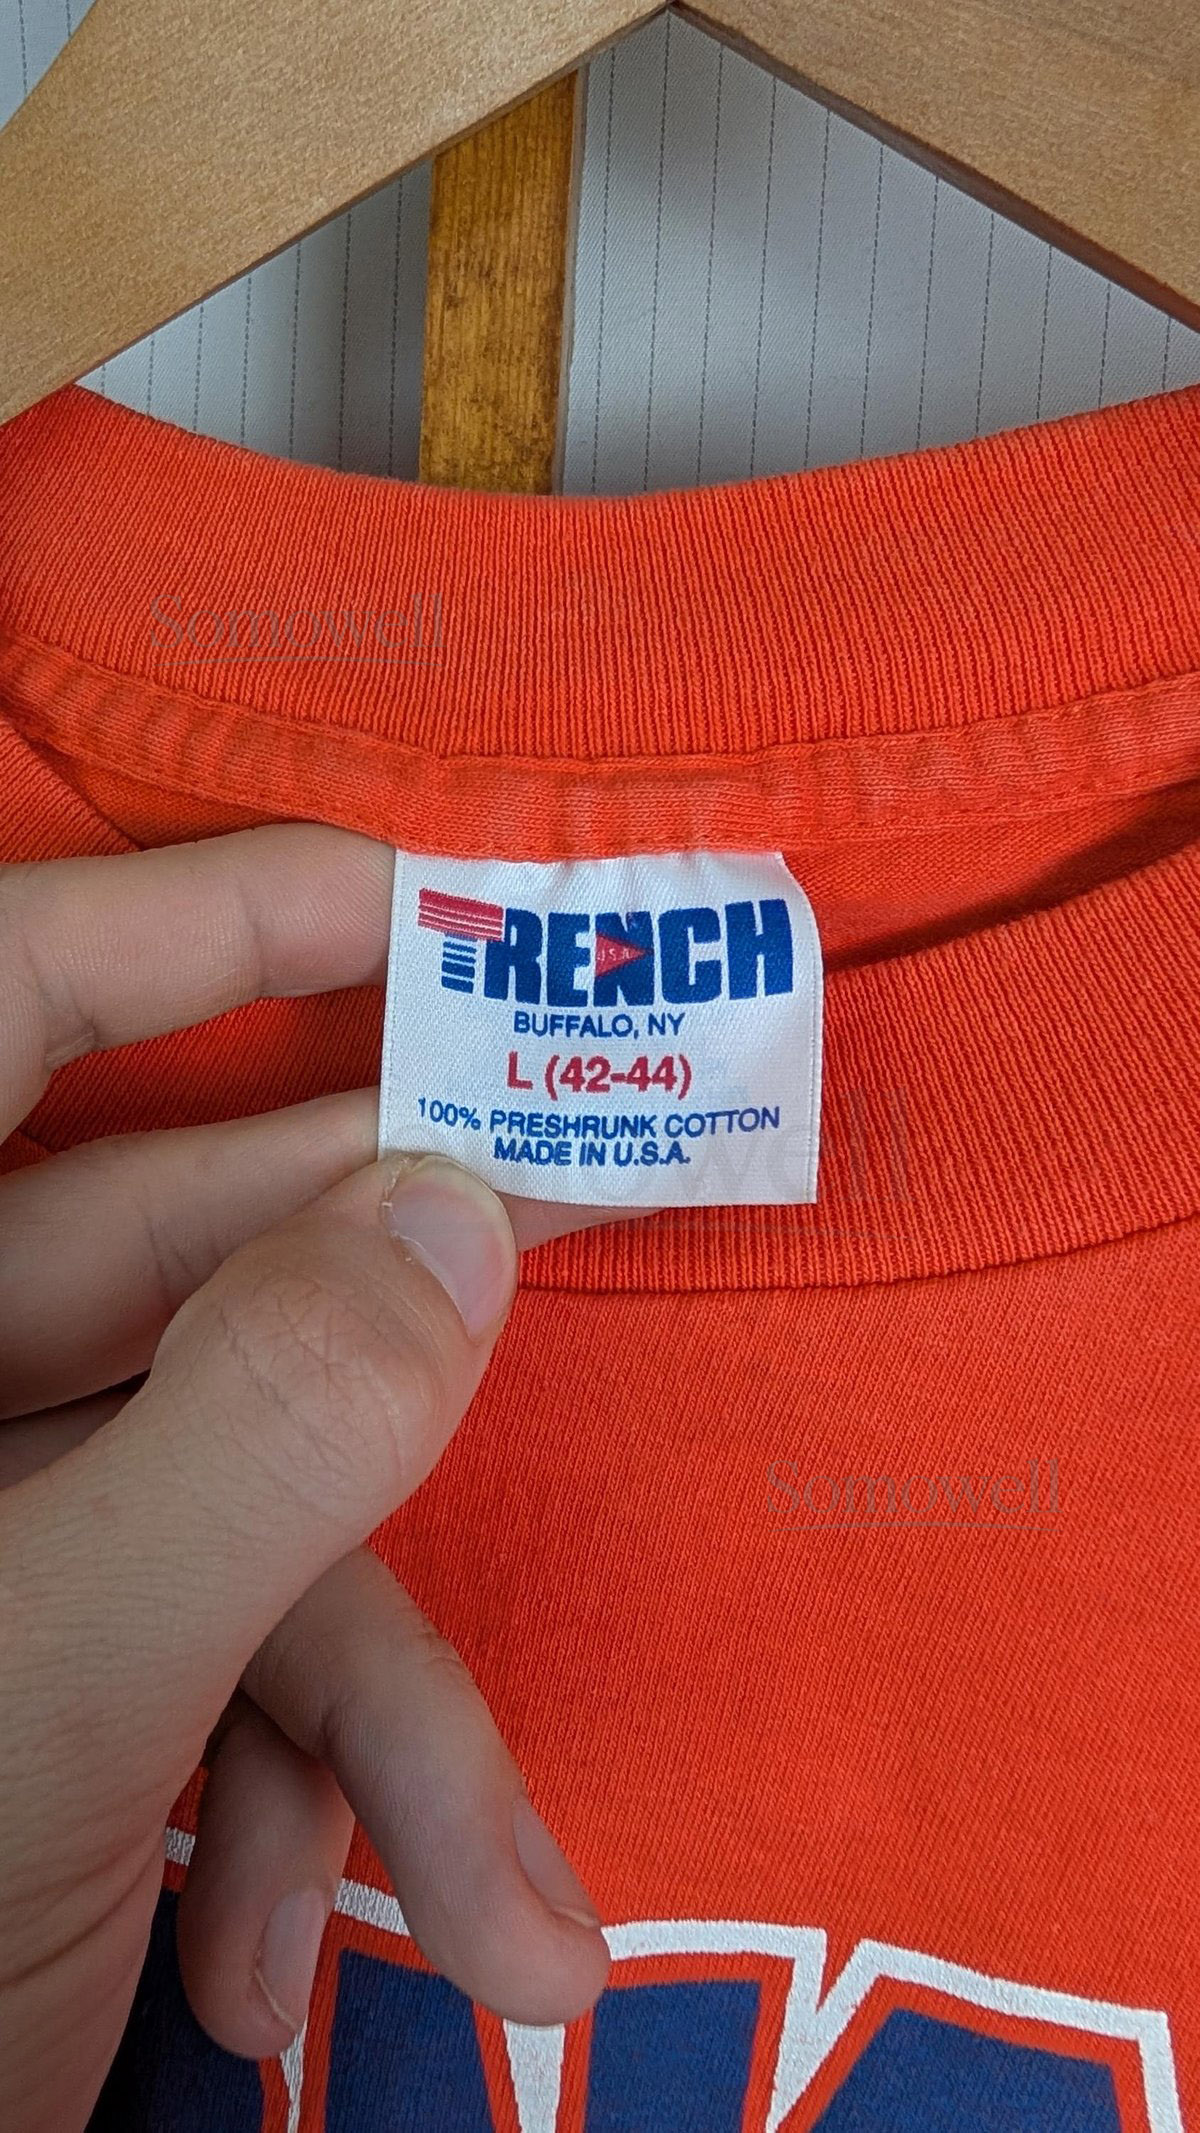 Somowell
TRENCH
U.S.A.
BUFFALO, NY
L (42-44)
100% PRESHRUNK COTTON
MADE IN U.S.A.
Somowell